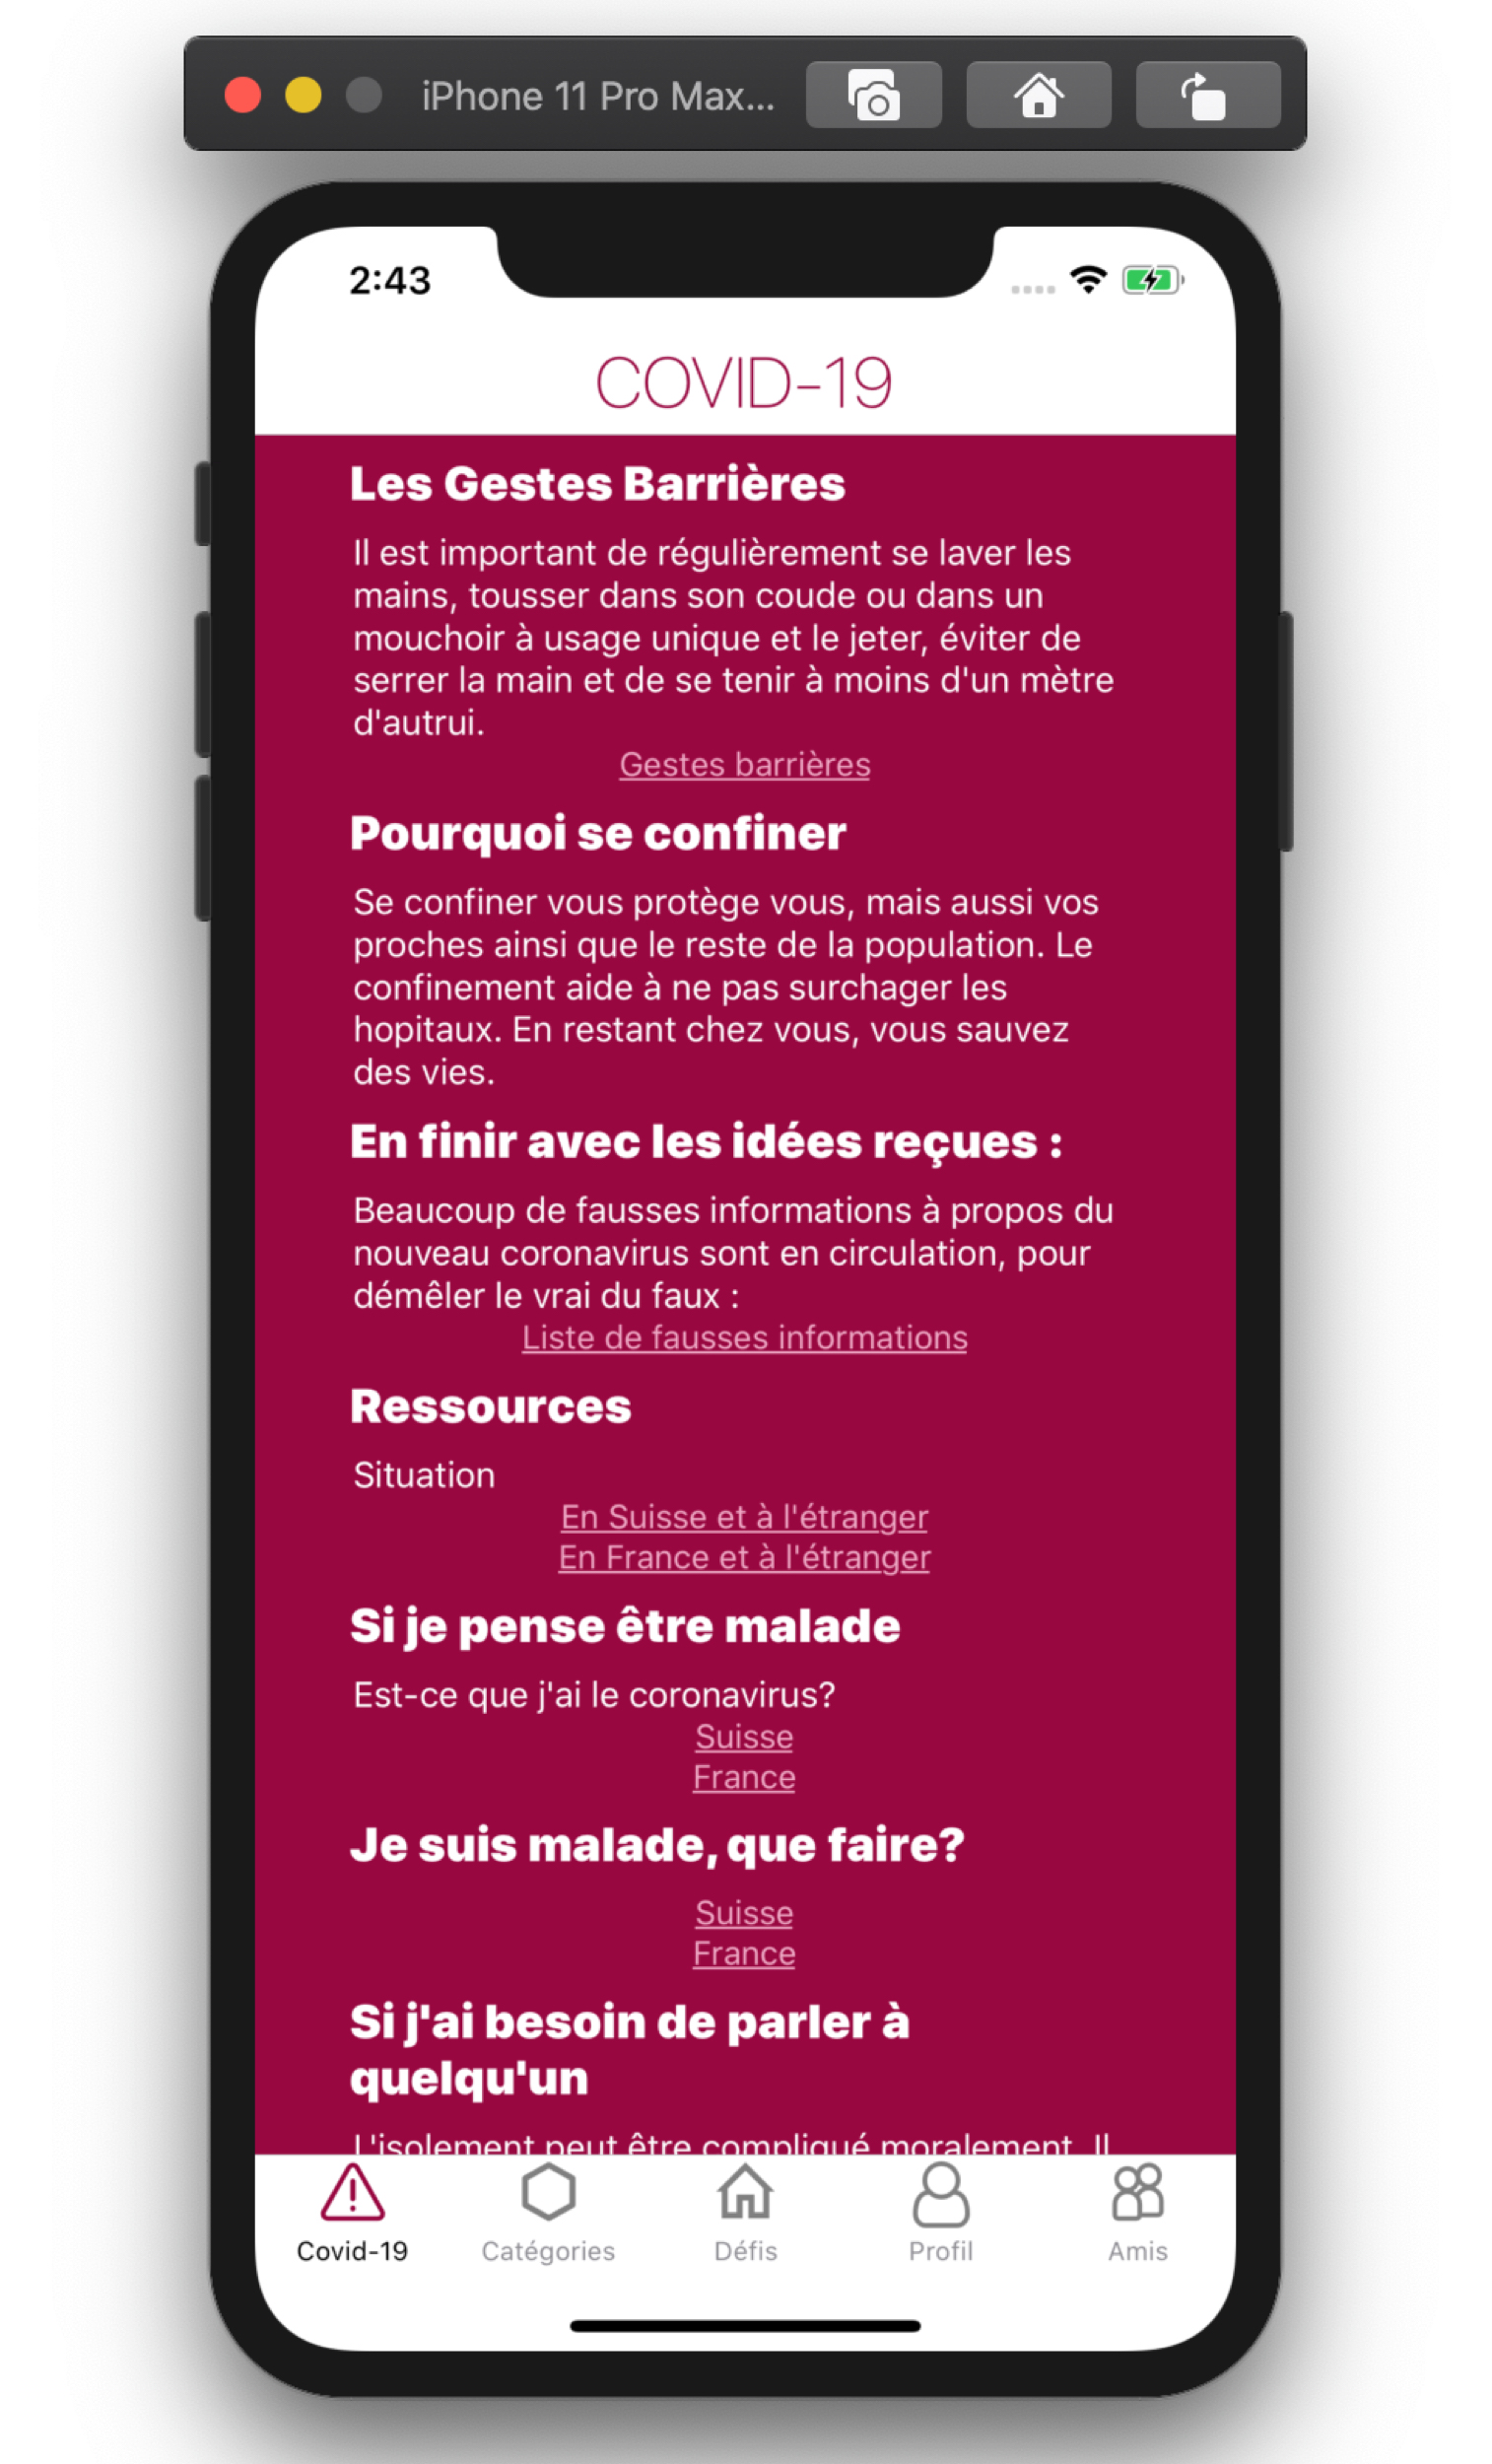 iPhone 11 Pro Max...
2:43
COVID-19
Les Gestes Barrières
Il est important de régulièrement se laver les
mains, tousser dans son coude ou dans un
mouchoir à usage unique et le jeter, éviter de
serrer la main et de se tenir à moins d'un mètre
d'autrui.
Gestes barrières
Pourquoi se confiner
Se confiner vous protège vous, mais aussi vos
proches ainsi que le reste de la population. Le
confinement aide à ne pas surchager les
hopitaux. En restant chez vous, vous sauvez
des vies.
En finir avec les idées reçues :
Beaucoup de fausses informations à propos du
nouveau coronavirus sont en circulation, pour
démêler le vrai du faux :
Liste de fausses informations
Ressources
Situation
En Suisse et à l'étranger
En France et à l'étranger
Si je pense être malade
Est-ce que j'ai le coronavirus?
Suisse
France
Je suis malade, que faire?
Suisse
France
Si j'ai besoin de parler à
quelqu'un
L'isolement peut être compliqué moralement. Il
Covid-19
Catégories
Défis
Profil
Amis